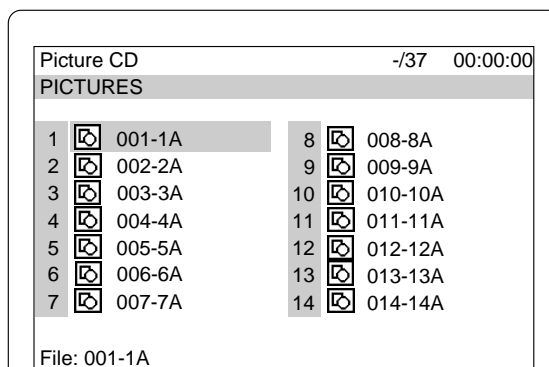 Picture CD -/37 00:00:00
PICTURES
1 001-1A 8 008-8A
2 002-2A 9 009-9A
3 003-3A 10 010-10A
4 004-4A 11 011-11A
5 005-5A 12 012-12A
6 006-6A 13 013-13A
7 007-7A 14 014-14A
File: 001-1A